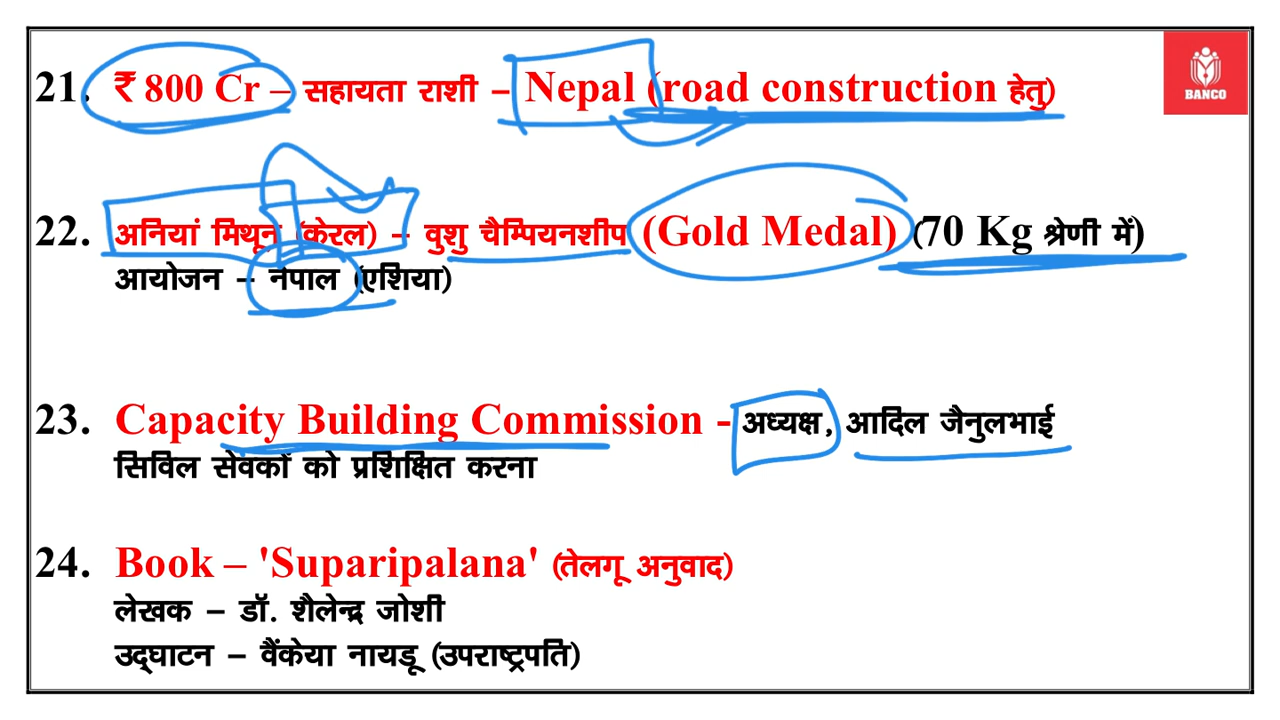 21. ₹ 800 Cr – सहायता राशी – Nepal (road construction हेतु)
BANCO
22. अनियां मिथून (केरल) – वुशु चैम्पियनशीप (Gold Medal) (70 Kg श्रेणी में)
आयोजन – नेपाल (एशिया)
23. Capacity Building Commission - अध्यक्ष, आदिल जैनुलभाई
सिविल सेवकों को प्रशिक्षित करना
24. Book – 'Suparipalana' (तेलगू अनुवाद)
लेखक – डॉ. शैलेन्द्र जोशी
उद्घाटन – वैंकेया नायडू (उपराष्ट्रपति)